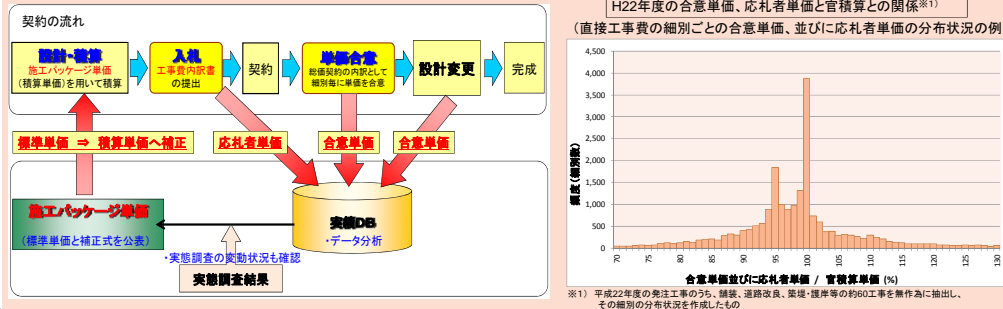 契約の流れ
設計・積算
施工パッケージ単価
(積算単価)を用いて積算
入札
工事費内訳書
の提出
契約
単価合意
総価契約の内訳として
細別毎に単価を合意
設計変更
完成
標準単価 ⇒ 積算単価へ補正
応札者単価
合意単価
合意単価
施工パッケージ単価
(標準単価と補正式を公表)
実績DB
・データ分析
・実態調査の変動状況も確認
実態調査結果
H22年度の合意単価、応札者単価と官積算との関係※1)
(直接工事費の細別ごとの合意単価、並びに応札者単価の分布状況の例
頻度(細別数)
4,500
4,000
3,500
3,000
2,500
2,000
1,500
1,000
500
0
70 75 80 85 90 95 100 105 110 115 120 125 130
合意単価並びに応札者単価 / 官積算単価 (%)
※1) 平成22年度の発注工事のうち、舗装、道路改良、築堤・護岸等の約60工事を無作為に抽出し、
その細別の分布状況を作成したもの